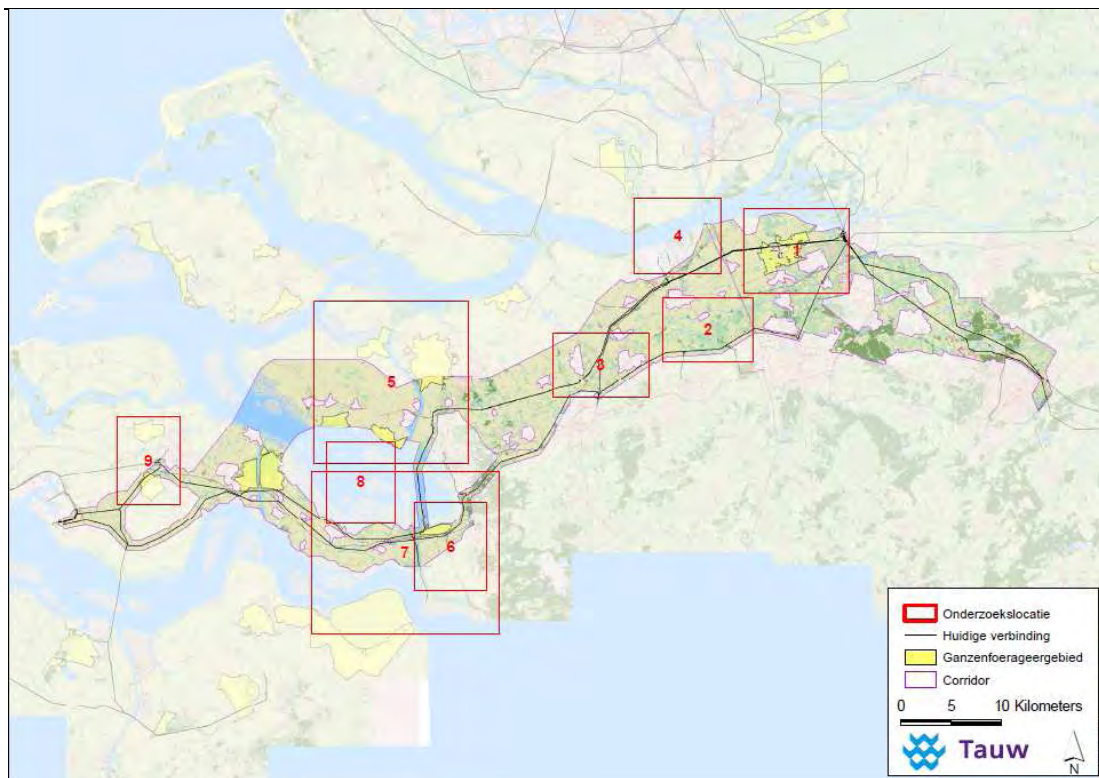 4
1
2
3
5
9
8
7
6
Onderzoekslocatie
Huidige verbinding
Ganzenfoerageergebied
Corridor
0 5 10 Kilometers
Tauw
N